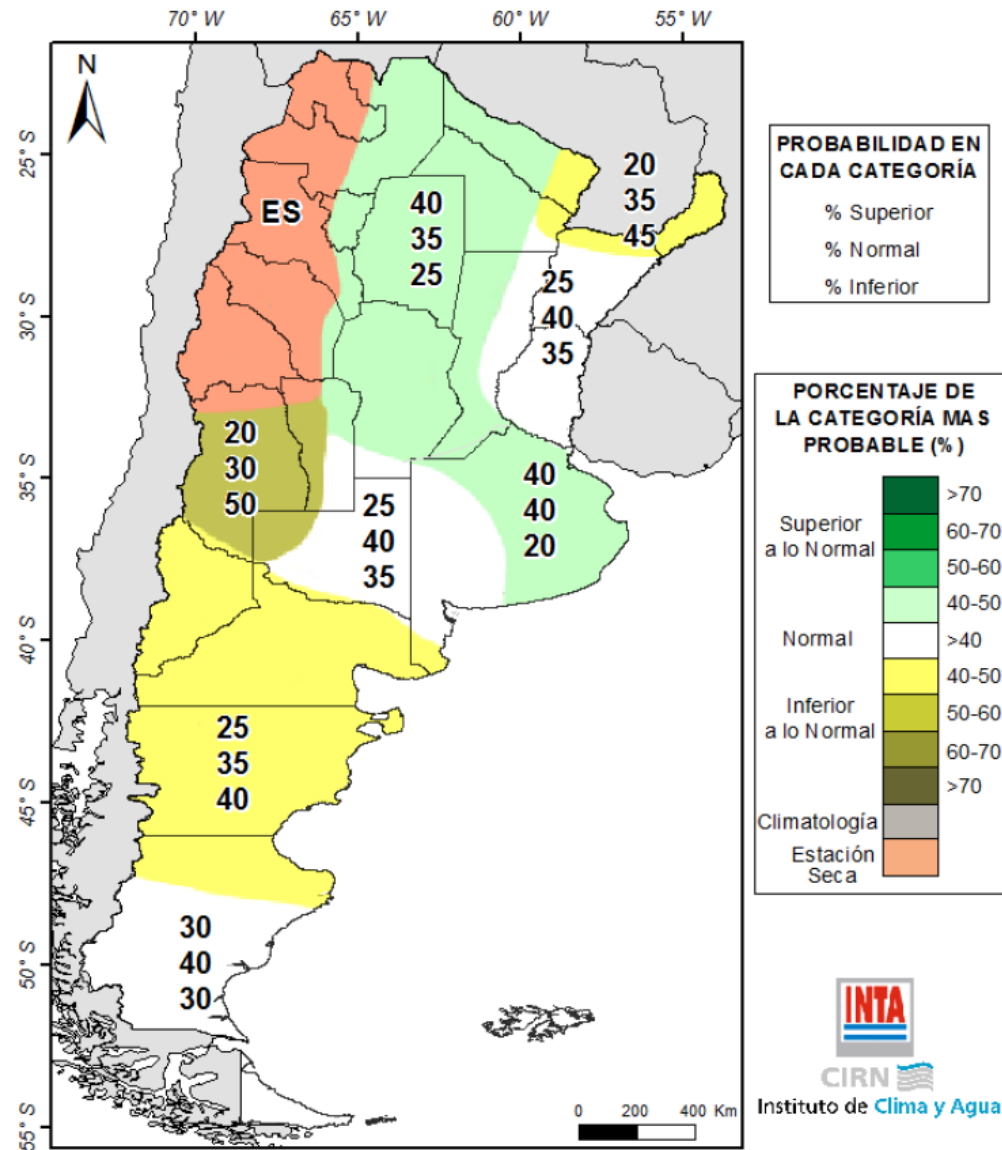 70° W
65° W
60° W
55° W
N
25° S
30° S
35° S
40° S
45° S
50° S
55° S
ES
40
35
25
20
35
45
25
40
35
20
30
50
25
40
35
40
40
20
25
35
40
30
40
30
0 200 400 Km
PROBABILIDAD EN
CADA CATEGORÍA
% Superior
% Normal
% Inferior
PORCENTAJE DE
LA CATEGORÍA MAS
PROBABLE (%)
Superior
a lo Normal
>70
60-70
50-60
40-50
Normal
>40
Inferior
a lo Normal
40-50
50-60
60-70
>70
Climatología
Estación
Seca
INTA
CIRN
Instituto de Clima y Agua